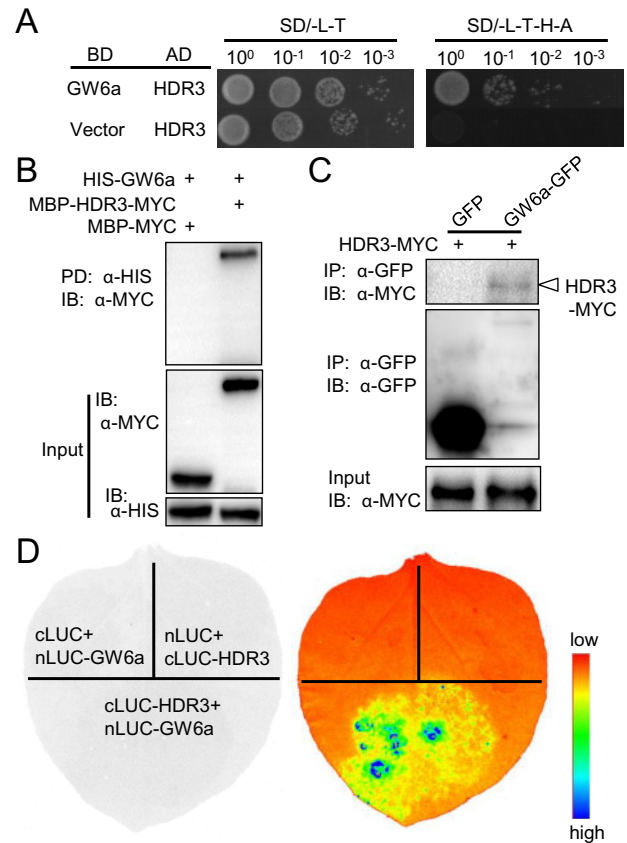 A
SD/-L-T
SD/-L-T-H-A
BD AD 10⁰ 10⁻¹ 10⁻² 10⁻³ 10⁰ 10⁻¹ 10⁻² 10⁻³
GW6a HDR3
Vector HDR3
B
HIS-GW6a + +
MBP-HDR3-MYC +
MBP-MYC +
PD: α-HIS
IB: α-MYC
Input
IB:
α-MYC
IB:
α-HIS
C
GFP GW6a-GFP
HDR3-MYC + +
IP: α-GFP
IB: α-MYC
HDR3
-MYC
IP: α-GFP
IB: α-GFP
Input
IB: α-MYC
D
cLUC+
nLUC-GW6a
nLUC+
cLUC-HDR3
cLUC-HDR3+
nLUC-GW6a
low
high